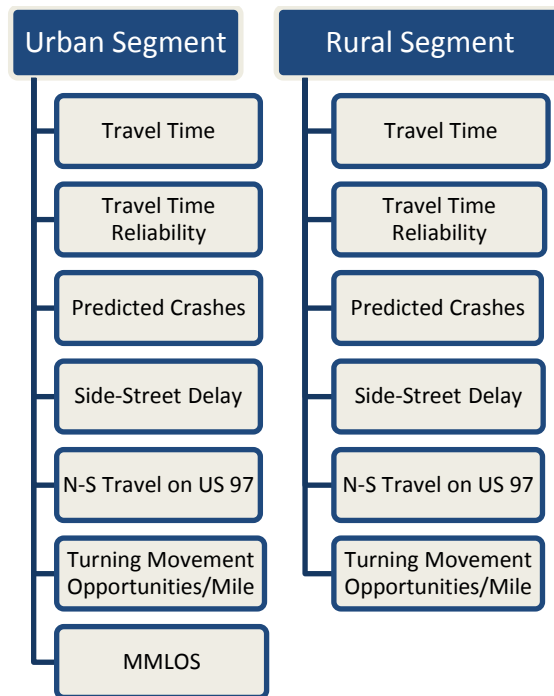 Urban Segment
Travel Time
Travel Time
Reliability
Predicted Crashes
Side-Street Delay
N-S Travel on US 97
Turning Movement
Opportunities/Mile
MMLOS
Rural Segment
Travel Time
Travel Time
Reliability
Predicted Crashes
Side-Street Delay
N-S Travel on US 97
Turning Movement
Opportunities/Mile